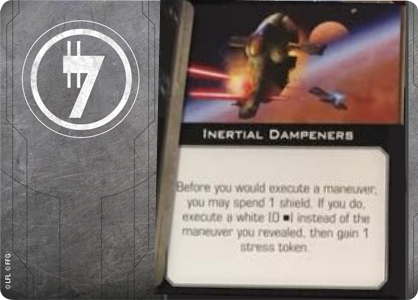 7
INERTIAL DAMPENERS
Before you would execute a maneuver,
you may spend 1 shield. If you do,
execute a white [0 ■] instead of the
maneuver you revealed, then gain 1
stress token.
© LFL © FFG